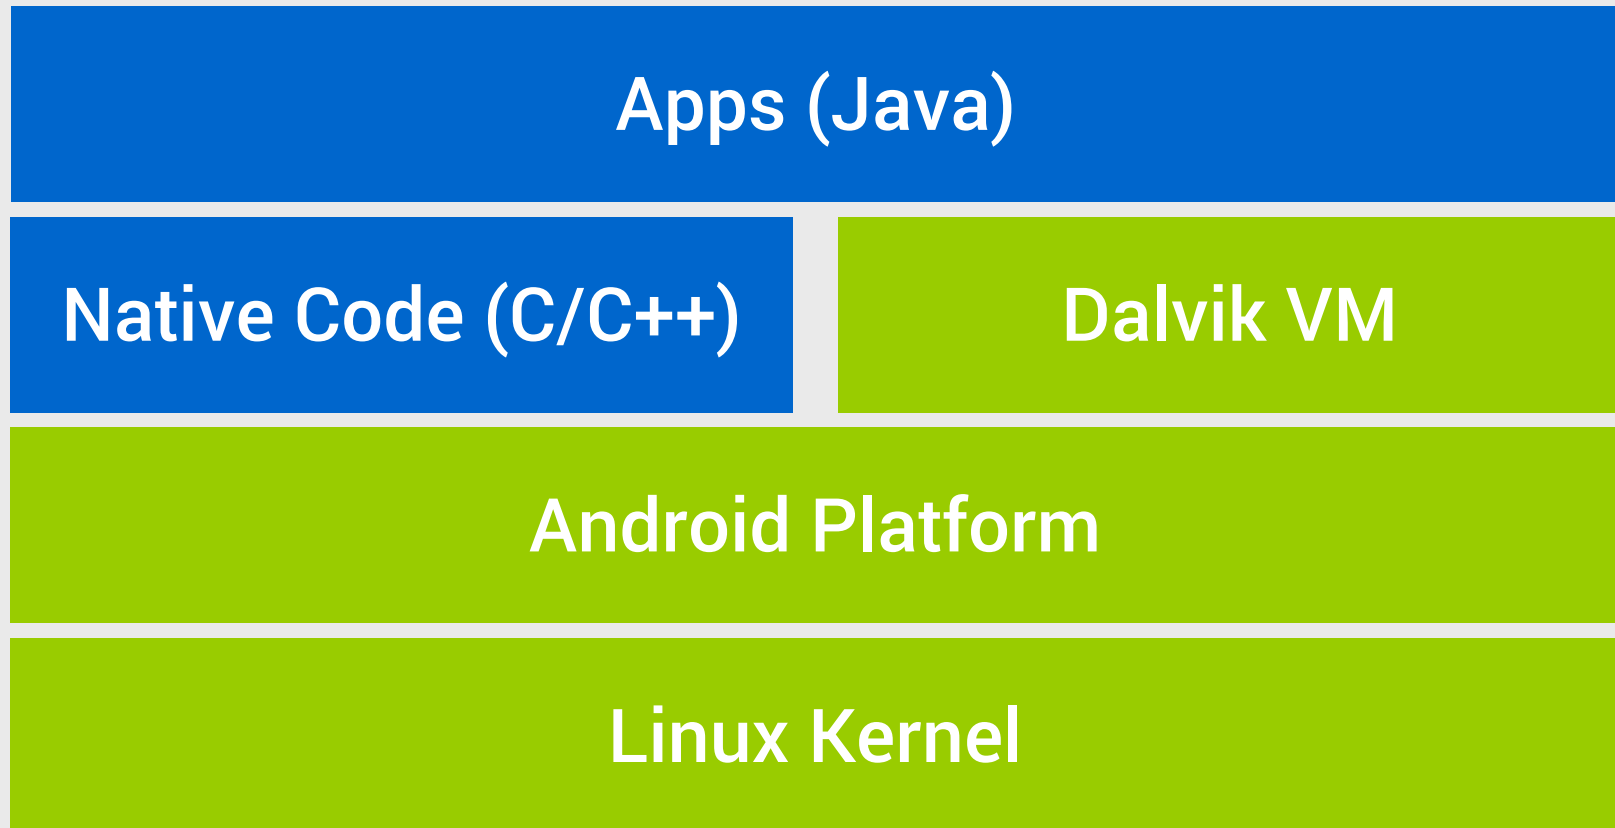 Apps (Java)
Native Code (C/C++)
Dalvik VM
Android Platform
Linux Kernel